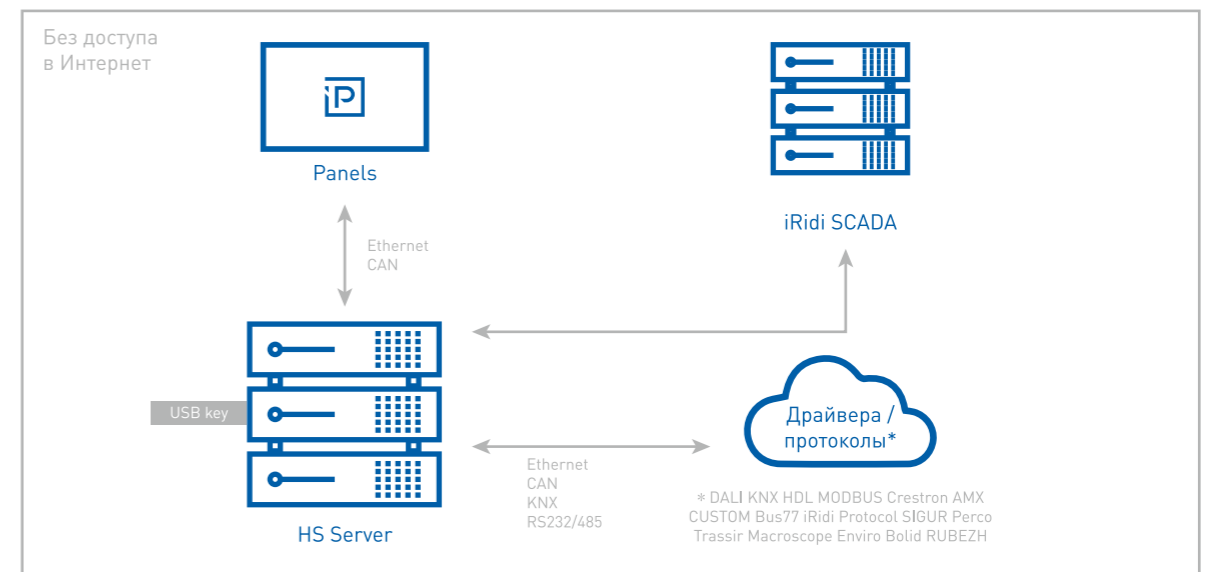 Без доступа
в Интернет
iP
Panels
iRidi SCADA
Ethernet
CAN
USB key
Драйвера /
протоколы*
Ethernet
CAN
KNX
RS232/485
* DALI KNX HDL MODBUS Crestron AMX
CUSTOM Bus77 iRidi Protocol SIGUR Perco
Trassir Macroscope Enviro Bolid RUBEZH
HS Server